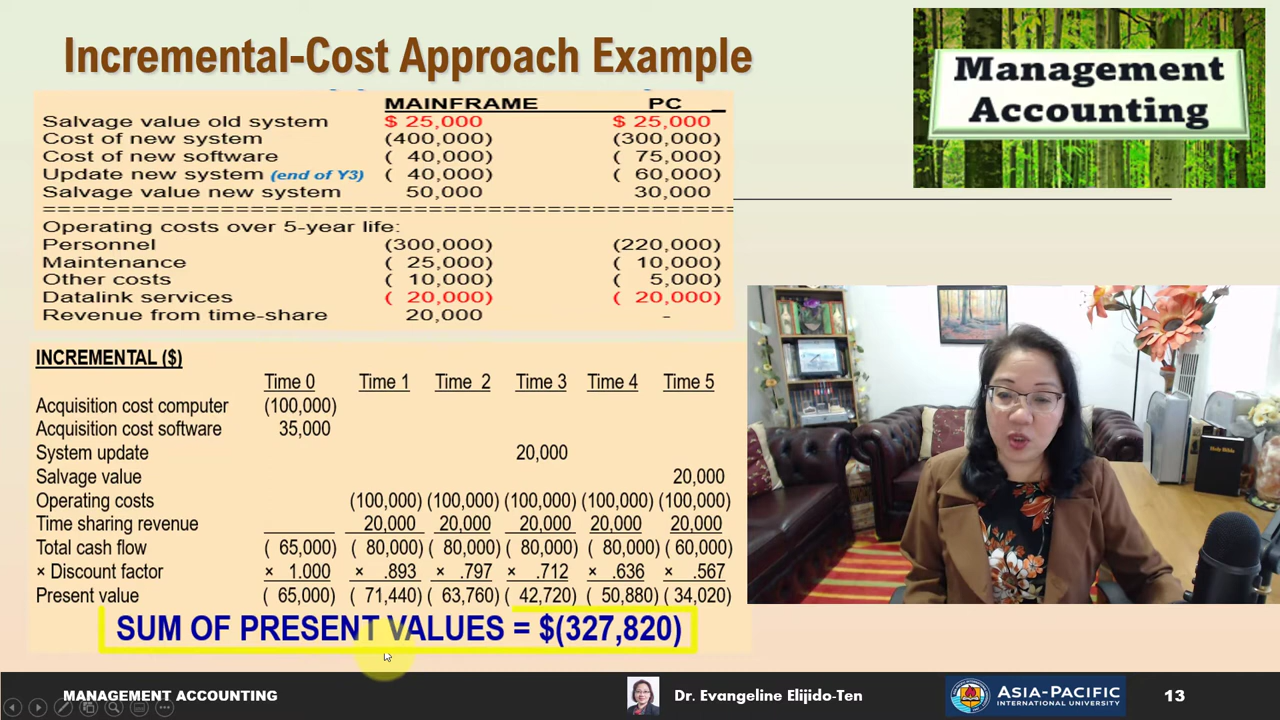 Incremental-Cost Approach Example
Management
Accounting
MAINFRAME PC _
Salvage value old system $ 25,000 $ 25,000
Cost of new system (400,000) (300,000)
Cost of new software ( 40,000) ( 75,000)
Update new system (end of Y3) ( 40,000) ( 60,000)
Salvage value new system 50,000 30,000
==================================================
Operating costs over 5-year life:
Personnel (300,000) (220,000)
Maintenance ( 25,000) ( 10,000)
Other costs ( 10,000) ( 5,000)
Datalink services ( 20,000) ( 20,000)
Revenue from time-share 20,000 -
INCREMENTAL ($)
Time 0 Time 1 Time 2 Time 3 Time 4 Time 5
Acquisition cost computer (100,000)
Acquisition cost software 35,000
System update 20,000
Salvage value 20,000
Operating costs (100,000) (100,000) (100,000) (100,000) (100,000)
Time sharing revenue 20,000 20,000 20,000 20,000 20,000
Total cash flow ( 65,000) ( 80,000) ( 80,000) ( 80,000) ( 80,000) ( 60,000)
× Discount factor × 1.000 × .893 × .797 × .712 × .636 × .567
Present value ( 65,000) ( 71,440) ( 63,760) ( 42,720) ( 50,880) ( 34,020)
SUM OF PRESENT VALUES = $(327,820)
Holy Bible
MANAGEMENT ACCOUNTING
Dr. Evangeline Elijido-Ten
ASIA-PACIFIC
INTERNATIONAL UNIVERSITY
13